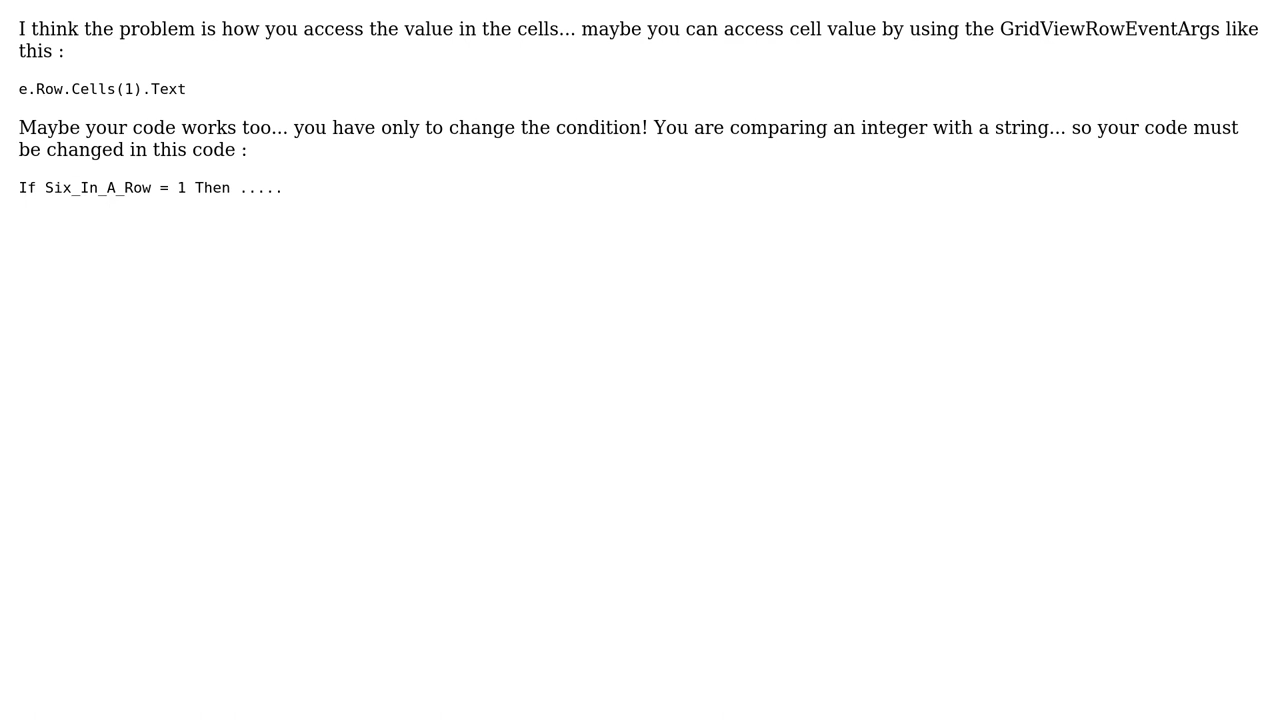 I think the problem is how you access the value in the cells... maybe you can access cell value by using the GridViewRowEventArgs like
this :
e.Row.Cells(1).Text
Maybe your code works too... you have only to change the condition! You are comparing an integer with a string... so your code must
be changed in this code :
If Six_In_A_Row = 1 Then .....